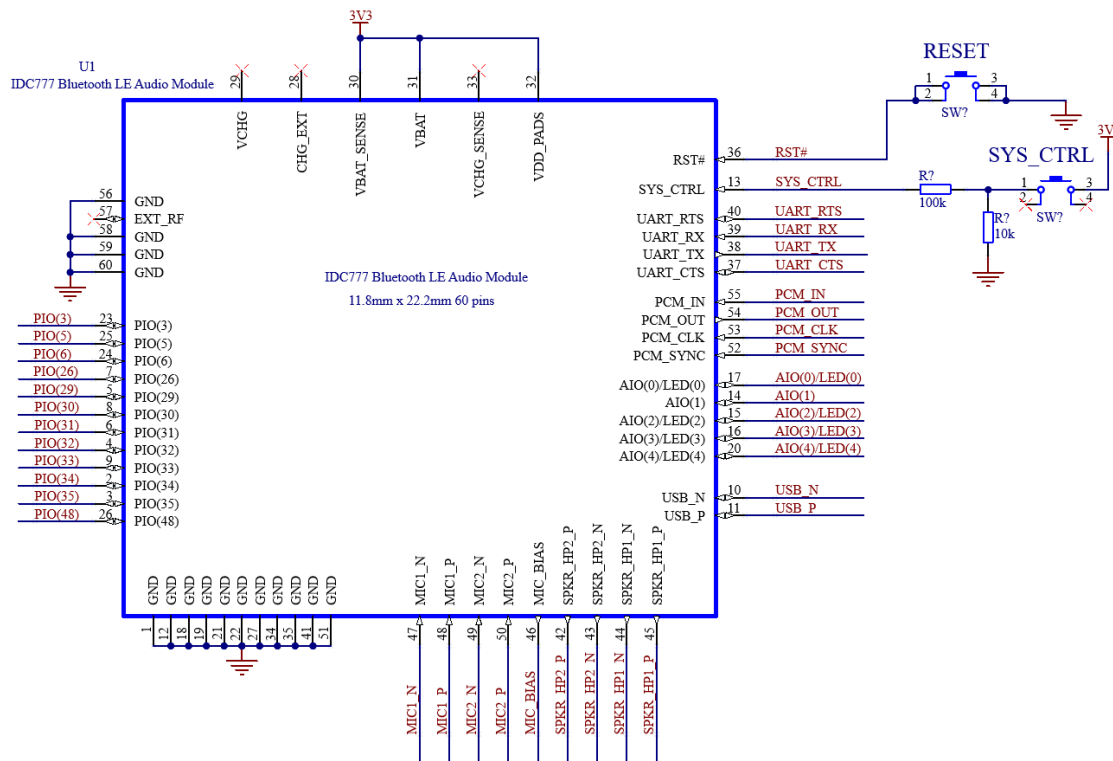 3V3
U1
IDC777 Bluetooth LE Audio Module
29 28 30 31 33 32
VCHG CHG_EXT VBAT_SENSE VBAT VCHG_SENSE VDD_PADS
RESET
1 3
2 4
SW?
3V
SYS_CTRL
1 3
2 4
SW?
R?
100k
R?
10k
RST# 36 RST#
SYS_CTRL 13 SYS_CTRL
UART_RTS 40 UART_RTS
UART_RX 39 UART_RX
UART_TX 38 UART_TX
UART_CTS 37 UART CTS
PCM_IN 55 PCM_IN
PCM_OUT 54 PCM_OUT
PCM_CLK 53 PCM_CLK
PCM_SYNC 52 PCM_SYNC
AIO(0)/LED(0) 17 AIO(0)/LED(0)
AIO(1) 14 AIO(1)
AIO(2)/LED(2) 15 AIO(2)/LED(2)
AIO(3)/LED(3) 16 AIO(3)/LED(3)
AIO(4)/LED(4) 20 AIO(4)/LED(4)
USB_N 10 USB_N
USB_P 11 USB_P
56 GND
57 EXT_RF
58 GND
59 GND
60 GND
IDC777 Bluetooth LE Audio Module
11.8mm x 22.2mm 60 pins
PIO(3) 23 PIO(3)
PIO(5) 25 PIO(5)
PIO(6) 24 PIO(6)
PIO(26) 7 PIO(26)
PIO(29) 5 PIO(29)
PIO(30) 8 PIO(30)
PIO(31) 6 PIO(31)
PIO(32) 4 PIO(32)
PIO(33) 9 PIO(33)
PIO(34) 2 PIO(34)
PIO(35) 3 PIO(35)
PIO(48) 26 PIO(48)
GND GND GND GND GND GND GND GND GND GND GND
1 12 18 19 21 22 27 34 35 41 51
MIC1_N MIC1_P MIC2_N MIC2_P MIC_BIAS SPKR_HP2_P SPKR_HP2_N SPKR_HP1_N SPKR_HP1_P
47 48 49 50 46 42 43 44 45
MIC1_N MIC1_P MIC2_N MIC2_P MIC_BIAS SPKR_HP2_P SPKR_HP2_N SPKR_HP1_N SPKR_HP1_P